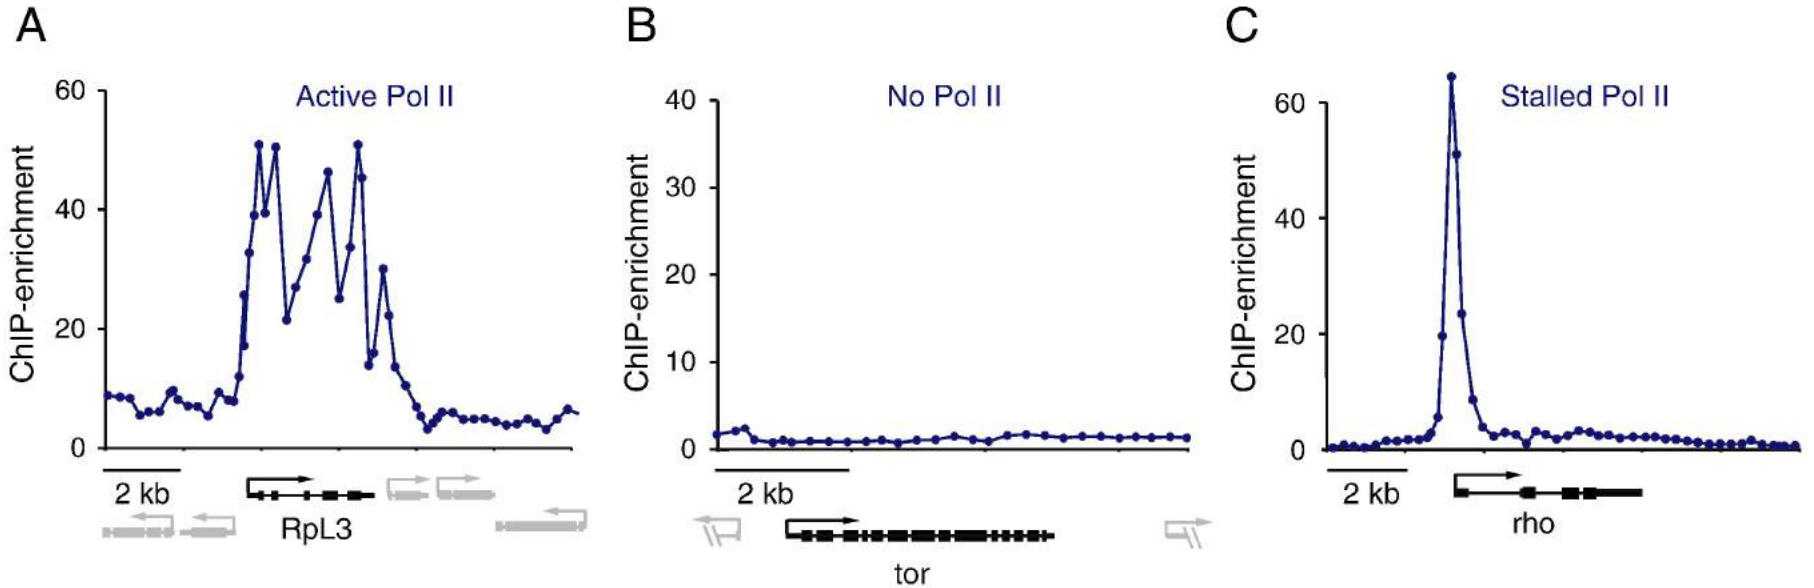 A
ChIP-enrichment
60
40
20
0
Active Pol II
2 kb
RpL3
B
ChIP-enrichment
40
30
20
10
0
No Pol II
2 kb
tor
C
ChIP-enrichment
60
40
20
0
Stalled Pol II
2 kb
rho